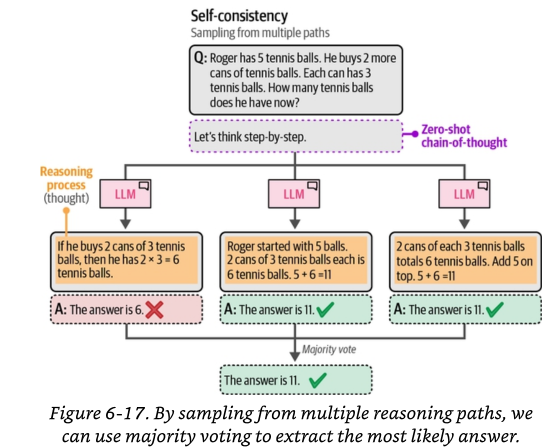 Self-consistency
Sampling from multiple paths
Q: Roger has 5 tennis balls. He buys 2 more
cans of tennis balls. Each can has 3
tennis balls. How many tennis balls
does he have now?
Let's think step-by-step.
Zero-shot
chain-of-thought
Reasoning
process
(thought)
LLM
LLM
LLM
If he buys 2 cans of 3 tennis
balls, then he has 2 × 3 = 6
tennis balls.
A: The answer is 6.
Roger started with 5 balls.
2 cans of 3 tennis balls each is
6 tennis balls. 5 + 6 =11
A: The answer is 11.
2 cans of each 3 tennis balls
totals 6 tennis balls. Add 5 on
top. 5 + 6 =11
A: The answer is 11.
Majority vote
The answer is 11.
Figure 6-17. By sampling from multiple reasoning paths, we
can use majority voting to extract the most likely answer.